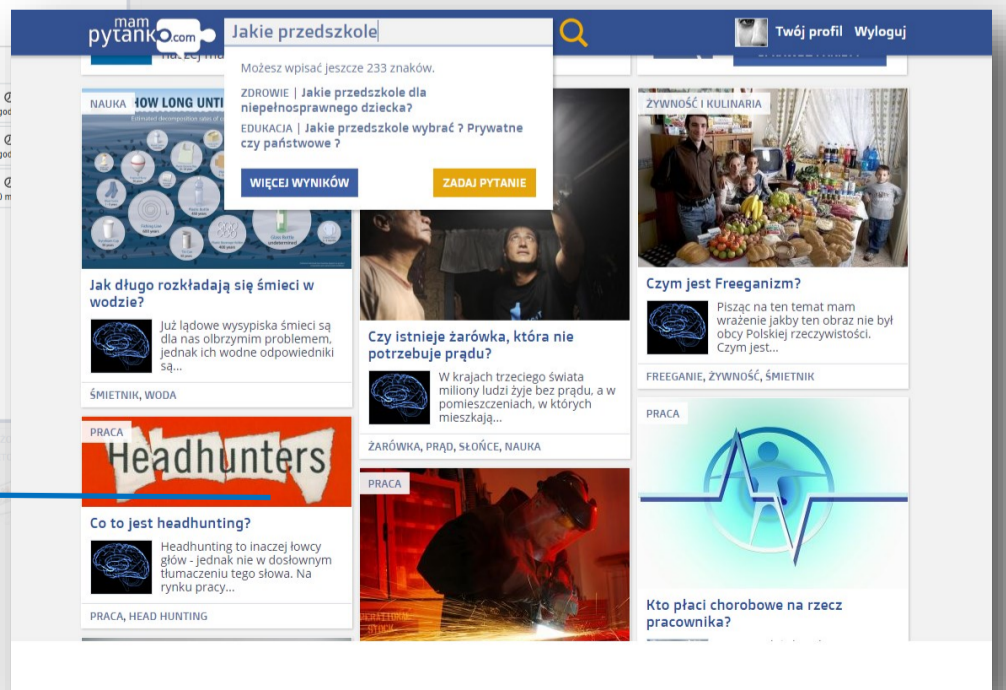 mam
pytanko.com
Jakie przedszkole
Twój profil Wyloguj
Możesz wpisać jeszcze 233 znaków.
ZDROWIE | Jakie przedszkole dla
niepełnosprawnego dziecka?
EDUKACJA | Jakie przedszkole wybrać ? Prywatne
czy państwowe ?
WIĘCEJ WYNIKÓW
ZADAJ PYTANIE
NAUKA
HOW LONG UNTI
Jak długo rozkładają się śmieci w
wodzie?
Już lądowe wysypiska śmieci są
dla nas olbrzymim problemem,
jednak ich wodne odpowiedniki
są...
ŚMIETNIK, WODA
PRACA
Headhunters
Co to jest headhunting?
Headhunting to inaczej łowcy
głów - jednak nie w dosłownym
tłumaczeniu tego słowa. Na
rynku pracy...
PRACA, HEAD HUNTING
Czy istnieje żarówka, która nie
potrzebuje prądu?
W krajach trzeciego świata
miliony ludzi żyje bez prądu, a w
pomieszczeniach, w których
mieszkają...
ŻARÓWKA, PRĄD, SŁOŃCE, NAUKA
PRACA
ŻYWNOŚĆ I KULINARIA
Czym jest Freeganizm?
Pisząc na ten temat mam
wrażenie jakby ten obraz nie był
obcy Polskiej rzeczywistości.
Czym jest...
FREEGANIE, ŻYWNOŚĆ, ŚMIETNIK
PRACA
Kto płaci chorobowe na rzecz
pracownika?